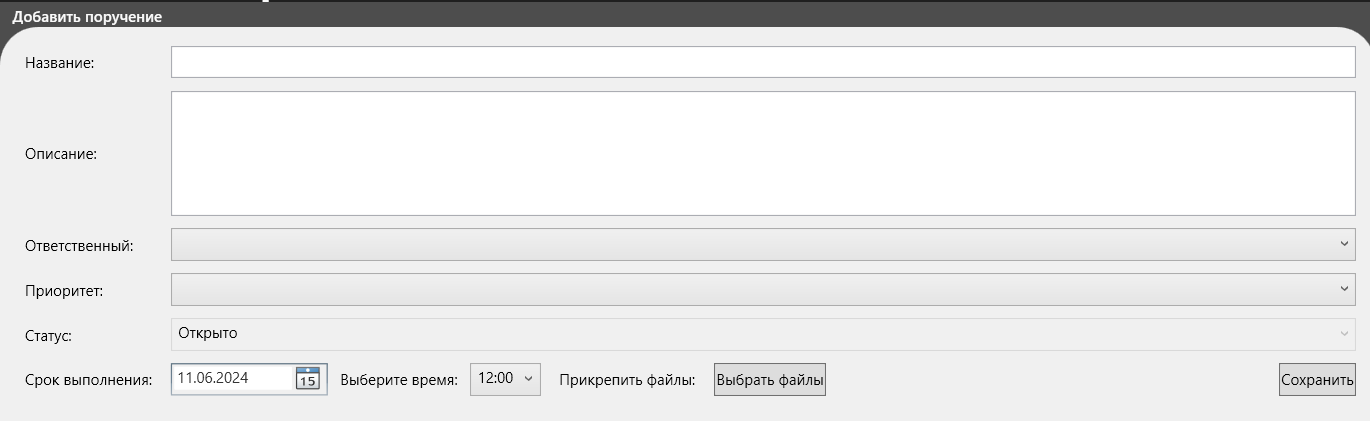 Добавить поручение
Название:
Описание:
Ответственный:
Приоритет:
Статус: Открыто
Срок выполнения: 11.06.2024 15 Выберите время: 12:00 Прикрепить файлы: Выбрать файлы Сохранить